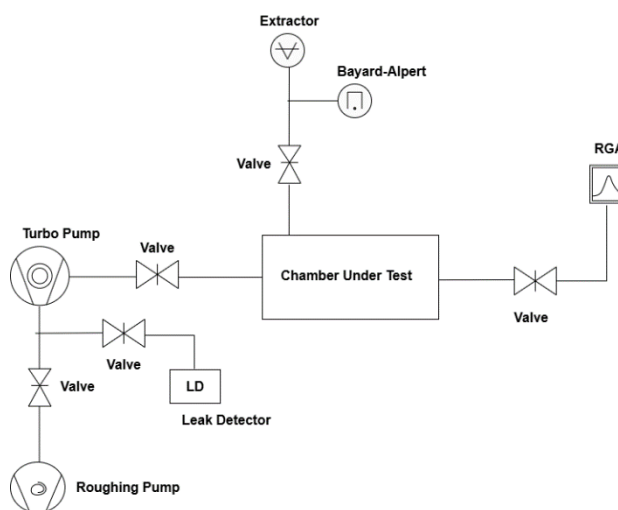 Extractor
Bayard-Alpert
Valve
RGA
Turbo Pump
Valve
Chamber Under Test
Valve
Valve
Valve
LD
Leak Detector
Roughing Pump